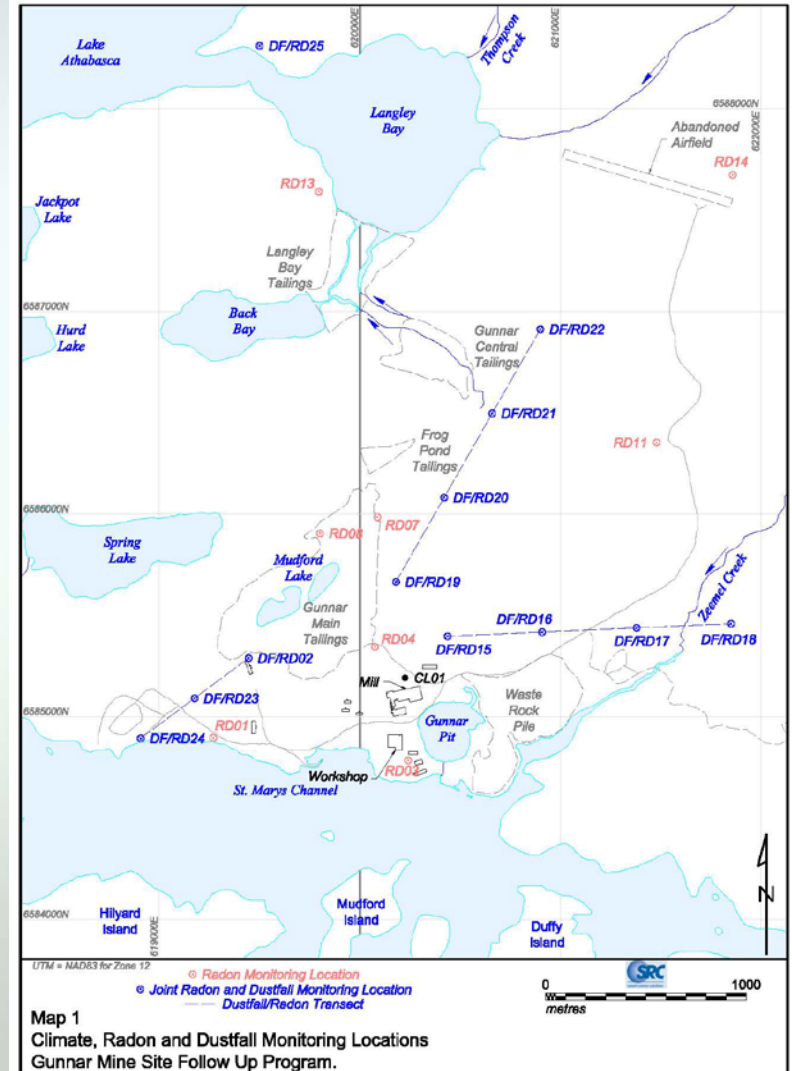 Lake
Athabasca
DF/RD25
620000E
Thompson
Creek
Langley
Bay
6588000N
622000E
Abandoned
Airfield
RD14
RD13
Jackpot
Lake
Langley
Bay
Tailings
6587000N
Back
Bay
Hurd
Lake
Gunnar
Central
Tailings
DF/RD22
621000E
DF/RD21
Frog
Pond
Tailings
RD11
DF/RD20
6586000N
RD07
RD08
Spring
Lake
Mudford
Lake
Zeemel Creek
DF/RD19
Gunnar
Main
Tailings
DF/RD16
DF/RD15
DF/RD17
DF/RD18
RD04
DF/RD02
Mill
CL01
DF/RD23
Waste
Rock
Pile
6585000N
RD01
Gunnar
Pit
DF/RD24
Workshop
RD03
St. Marys Channel
6584000N
Hilyard
Island
619000E
Mudford
Island
Duffy
Island
N
UTM = NAD83 for Zone 12
Radon Monitoring Location
Joint Radon and Dustfall Monitoring Location
Dustfall/Radon Transect
SRC
0 1000
metres
Map 1
Climate, Radon and Dustfall Monitoring Locations
Gunnar Mine Site Follow Up Program.